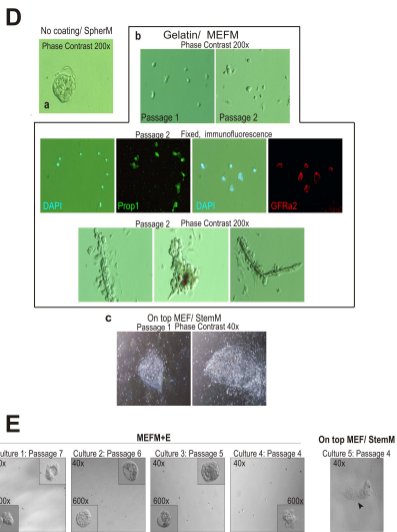 D
No coating/ SpherM
Phase Contrast 200x
a
b
Gelatin/ MEFM
Phase Contrast 200x
Passage 1
Passage 2
Passage 2 Fixed, immunofluorescence
DAPI
Prop1
DAPI
GFRa2
Passage 2 Phase Contrast 200x
c
On top MEF/ StemM
Passage 1 Phase Contrast 40x
E
MEFM+E
On top MEF/ StemM
ulture 1: Passage 7
Culture 2: Passage 6
Culture 3: Passage 5
Culture 4: Passage 4
Culture 5: Passage 4
0x
40x
40x
40x
40x
00x
600x
600x
600x